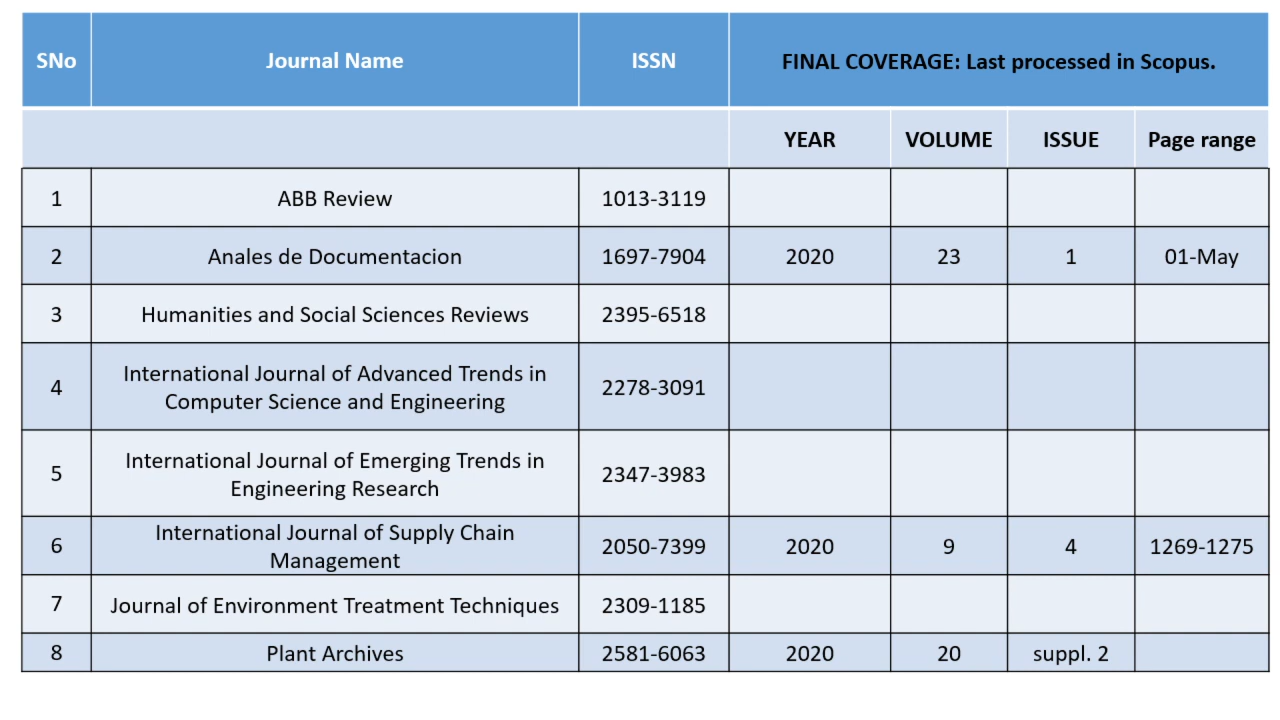 SNo Journal Name ISSN FINAL COVERAGE: Last processed in Scopus.
YEAR VOLUME ISSUE Page range
1 ABB Review 1013-3119
2 Anales de Documentacion 1697-7904 2020 23 1 01-May
3 Humanities and Social Sciences Reviews 2395-6518
4 International Journal of Advanced Trends in
Computer Science and Engineering 2278-3091
5 International Journal of Emerging Trends in
Engineering Research 2347-3983
6 International Journal of Supply Chain
Management 2050-7399 2020 9 4 1269-1275
7 Journal of Environment Treatment Techniques 2309-1185
8 Plant Archives 2581-6063 2020 20 suppl. 2